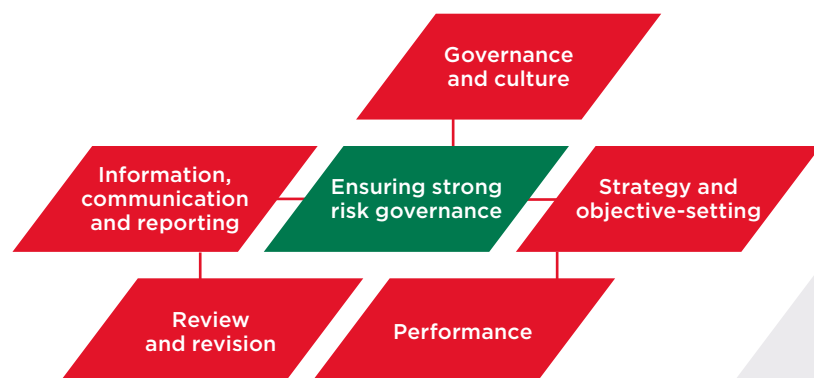 Governance
and culture
Information,
communication
and reporting
Ensuring strong
risk governance
Strategy and
objective-setting
Review
and revision
Performance